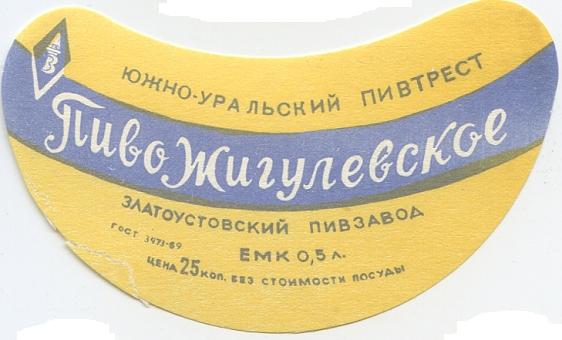 ЮЖНО-УРАЛЬСКИЙ ПИВТРЕСТ
Пиво Жигулевское
ЗЛАТОУСТОВСКИЙ ПИВЗАВОД
ГОСТ 3473-69 ЕМК 0,5 л.
ЦЕНА 25 КОП. БЕЗ СТОИМОСТИ ПОСУДЫ